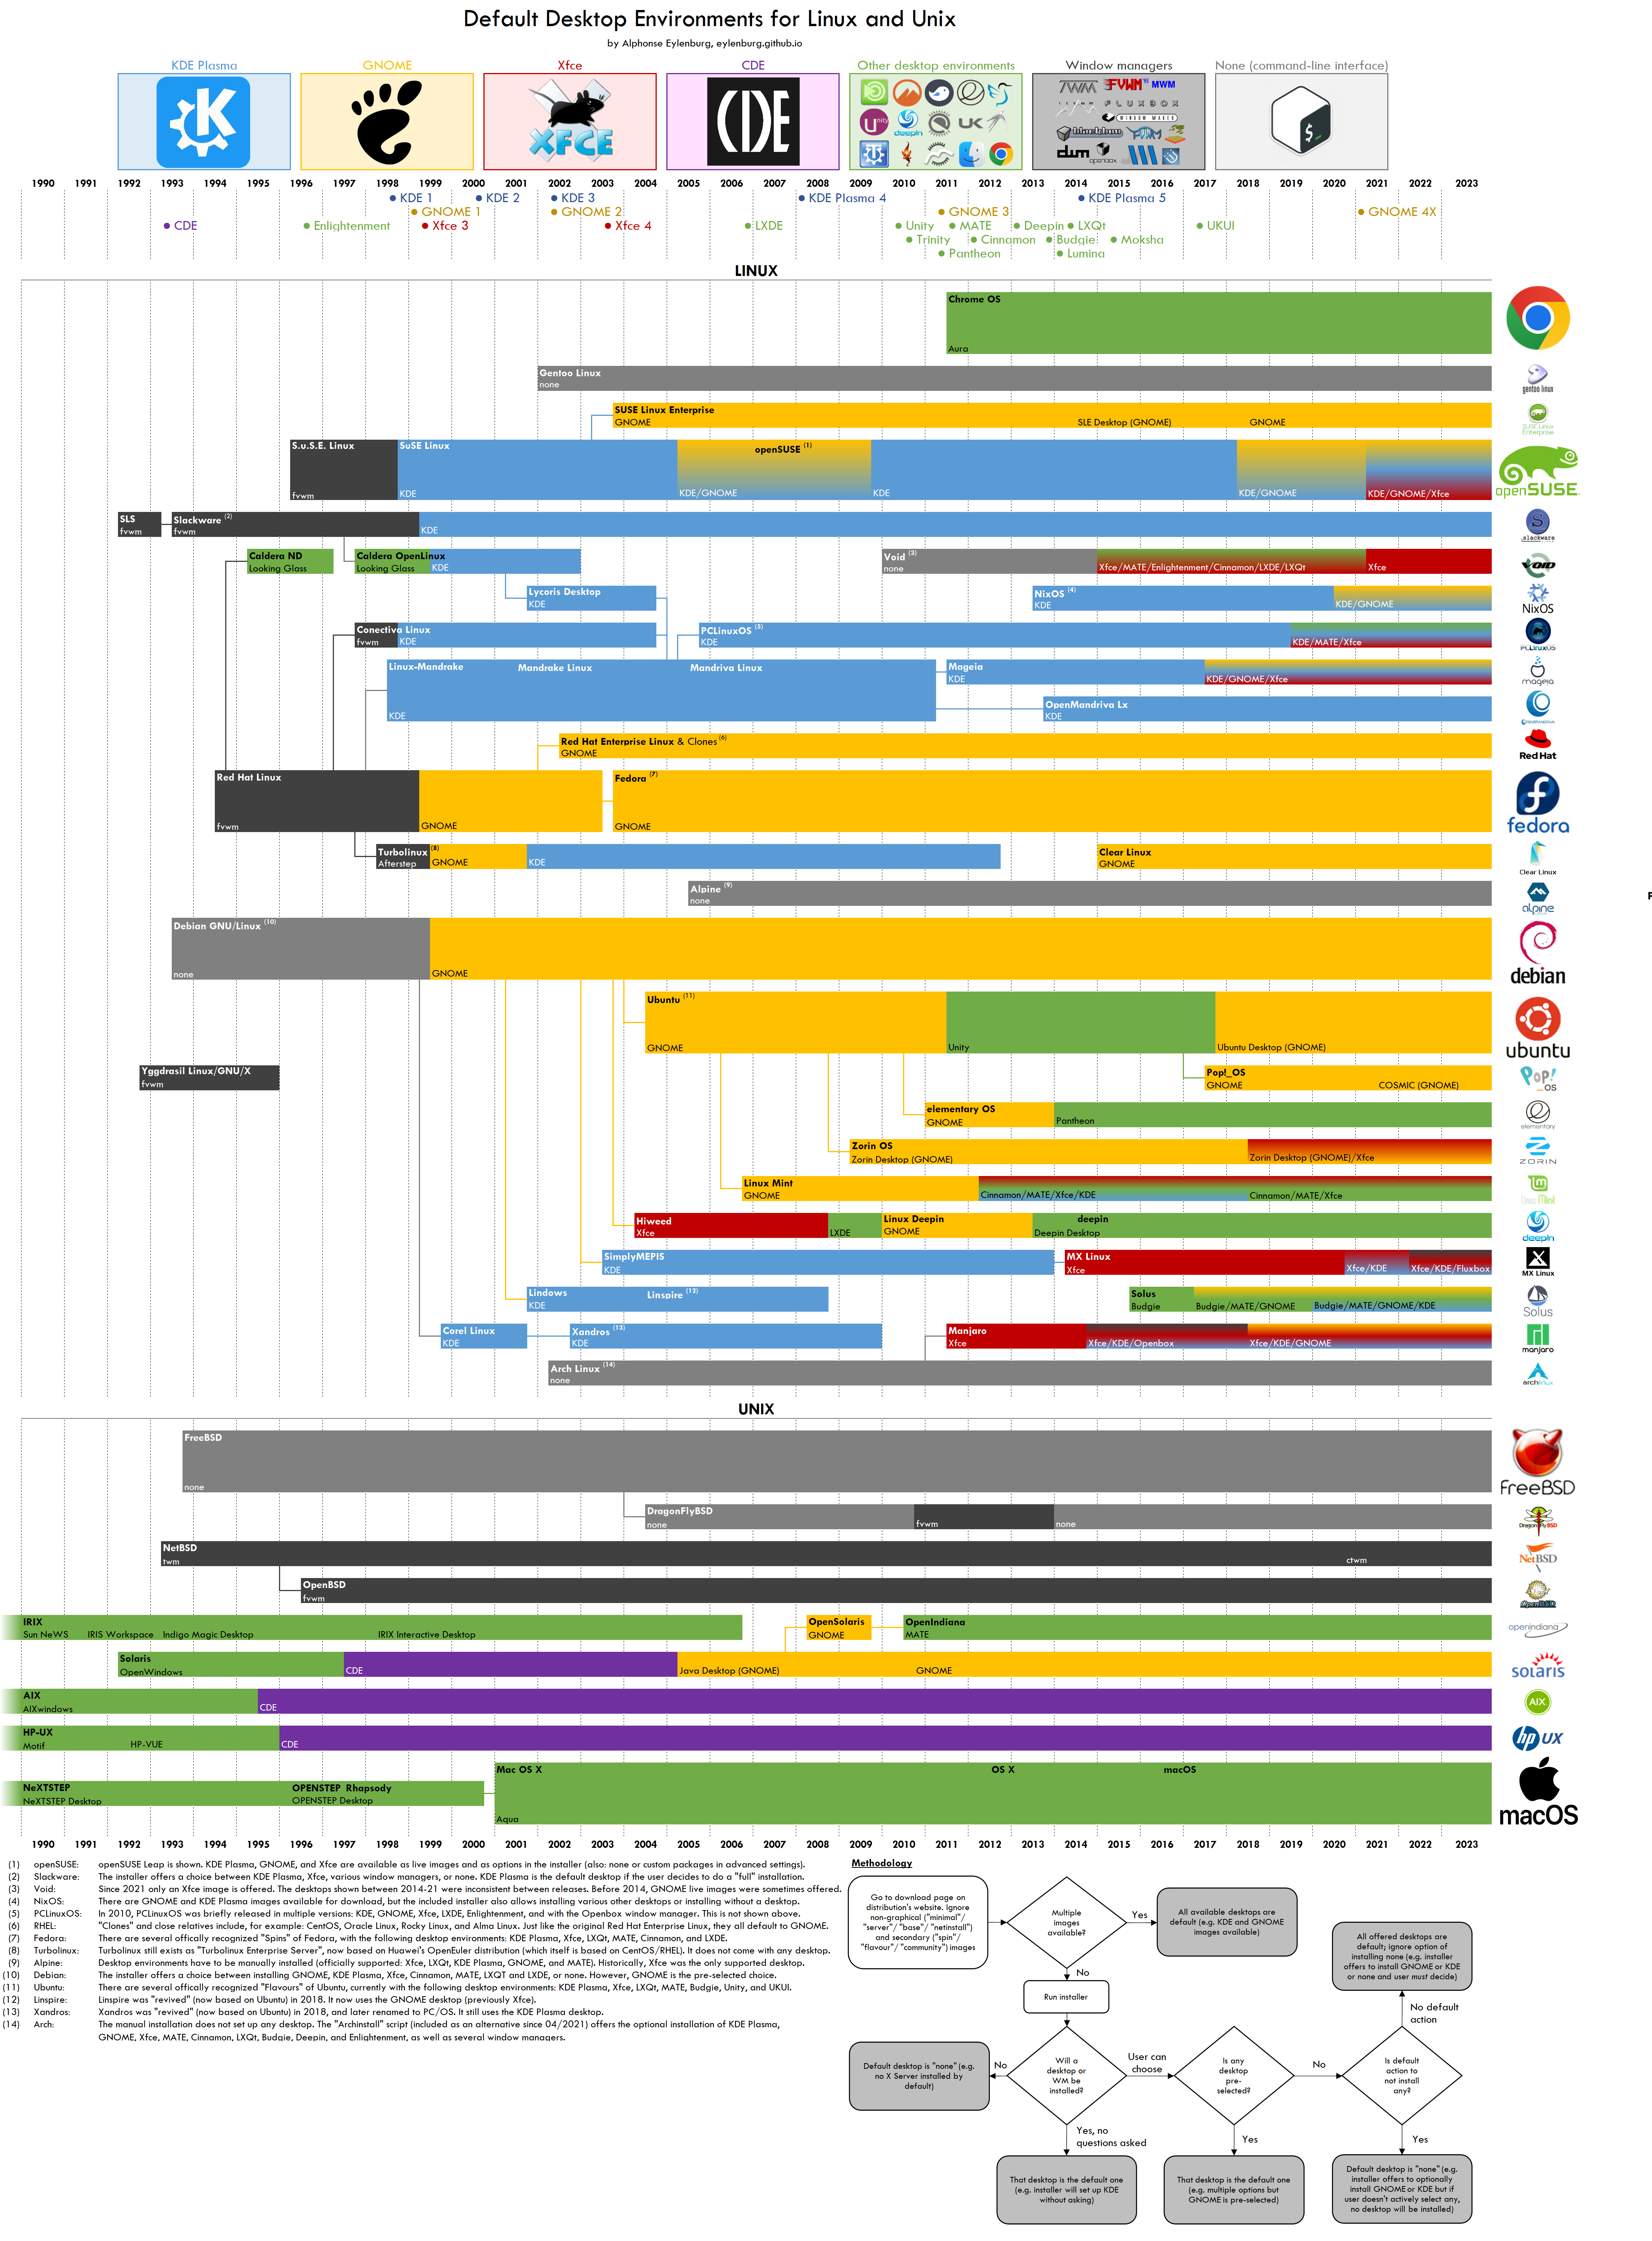 Default Desktop Environments for Linux and Unix
by Alphonse Eylenburg, eylenburg.github.io
KDE Plasma GNOME Xfce CDE Other desktop environments Window managers None (command-line interface)
1990 1991 1992 1993 1994 1995 1996 1997 1998 1999 2000 2001 2002 2003 2004 2005 2006 2007 2008 2009 2010 2011 2012 2013 2014 2015 2016 2017 2018 2019 2020 2021 2022 2023
KDE 1 KDE 2 KDE 3 KDE Plasma 4 KDE Plasma 5
GNOME 1 GNOME 2 GNOME 3 GNOME 4X
CDE Enlightenment Xfce 3 Xfce 4 LXDE Unity MATE Deepin LXQt UKUI
Trinity Cinnamon Budgie Moksha
Pantheon Lumina
LINUX
Chrome OS
Aura
Gentoo Linux
none
gentoo linux
SUSE Linux Enterprise
GNOME SLE Desktop (GNOME) GNOME
SUSE Linux
Enterprise
S.u.S.E. Linux SuSE Linux openSUSE (1)
fvwm KDE KDE/GNOME KDE KDE/GNOME KDE/GNOME/Xfce
openSUSE
SLS Slackware (2)
fvwm fvwm KDE
slackware
Caldera ND Caldera OpenLinux Void (3)
Looking Glass Looking Glass KDE none Xfce/MATE/Enlightenment/Cinnamon/LXDE/LXQt Xfce
VOID
Lycoris Desktop NixOS (4)
KDE KDE KDE/GNOME
NixOS
Conectiva Linux PCLinuxOS (5)
fvwm KDE KDE KDE/MATE/Xfce
PCLinuxOS
Linux-Mandrake Mandrake Linux Mandriva Linux Mageia
KDE KDE/GNOME/Xfce
mageia
OpenMandriva Lx
KDE KDE
OpenMandriva
Red Hat Enterprise Linux & Clones (6)
GNOME
Red Hat
Red Hat Linux Fedora (7)
fvwm GNOME GNOME
fedora
Turbolinux (8) Clear Linux
Afterstep GNOME KDE GNOME
Clear Linux
Alpine (9)
none
alpine
Debian GNU/Linux (10)
none GNOME
debian
Ubuntu (11)
GNOME Unity Ubuntu Desktop (GNOME)
ubuntu
Yggdrasil Linux/GNU/X Pop!_OS
fvwm GNOME COSMIC (GNOME)
Pop!_OS
elementary OS
GNOME Pantheon
elementary
Zorin OS
Zorin Desktop (GNOME) Zorin Desktop (GNOME)/Xfce
ZORIN
Linux Mint
GNOME Cinnamon/MATE/Xfce/KDE Cinnamon/MATE/Xfce
Linux Mint
Hiweed Linux Deepin deepin
Xfce LXDE GNOME Deepin Desktop
deepin
SimplyMEPIS MX Linux
KDE Xfce Xfce/KDE Xfce/KDE/Fluxbox
MX Linux
Lindows Linspire (12) Solus
KDE Budgie Budgie/MATE/GNOME Budgie/MATE/GNOME/KDE
Solus
Corel Linux Xandros (13) Manjaro
KDE KDE Xfce Xfce/KDE/Openbox Xfce/KDE/GNOME
manjaro
Arch Linux (14)
none
archlinux
UNIX
FreeBSD
none
FreeBSD
DragonFlyBSD
none fvwm none
DragonFlyBSD
NetBSD
twm ctwm
NetBSD
OpenBSD
fvwm
OpenBSD
IRIX OpenSolaris OpenIndiana
Sun NeWS IRIS Workspace Indigo Magic Desktop IRIX Interactive Desktop GNOME MATE
openindiana
Solaris
OpenWindows CDE Java Desktop (GNOME) GNOME
solaris
AIX
AIXwindows CDE
AIX
HP-UX
Motif HP-VUE CDE
hp UX
Mac OS X OS X macOS
NeXTSTEP OPENSTEP Rhapsody
NeXTSTEP Desktop OPENSTEP Desktop
Aqua
macOS
1990 1991 1992 1993 1994 1995 1996 1997 1998 1999 2000 2001 2002 2003 2004 2005 2006 2007 2008 2009 2010 2011 2012 2013 2014 2015 2016 2017 2018 2019 2020 2021 2022 2023
(1) openSUSE: openSUSE Leap is shown. KDE Plasma, GNOME, and Xfce are available as live images and as options in the installer (also: none or custom packages in advanced settings).
(2) Slackware: The installer offers a choice between KDE Plasma, Xfce, various window managers, or none. KDE Plasma is the default desktop if the user decides to do a "full" installation.
(3) Void: Since 2021 only an Xfce image is offered. The desktops shown between 2014-21 were inconsistent between releases. Before 2014, GNOME live images were sometimes offered.
(4) NixOS: There are GNOME and KDE Plasma images available for download, but the included installer also allows installing various other desktops or installing without a desktop.
(5) PCLinuxOS: In 2010, PCLinuxOS was briefly released in multiple versions: KDE, GNOME, Xfce, LXDE, Enlightenment, and with the Openbox window manager. This is not shown above.
(6) RHEL: "Clones" and close relatives include, for example: CentOS, Oracle Linux, Rocky Linux, and Alma Linux. Just like the original Red Hat Enterprise Linux, they all default to GNOME.
(7) Fedora: There are several offically recognized "Spins" of Fedora, with the following desktop environments: KDE Plasma, Xfce, LXQt, MATE, Cinnamon, and LXDE.
(8) Turbolinux: Turbolinux still exists as "Turbolinux Enterprise Server", now based on Huawei's OpenEuler distribution (which itself is based on CentOS/RHEL). It does not come with any desktop.
(9) Alpine: Desktop environments have to be manually installed (officially supported: Xfce, LXQt, KDE Plasma, GNOME, and MATE). Historically, Xfce was the only supported desktop.
(10) Debian: The installer offers a choice between installing GNOME, KDE Plasma, Xfce, Cinnamon, MATE, LXQT and LXDE, or none. However, GNOME is the pre-selected choice.
(11) Ubuntu: There are several offically recognized "Flavours" of Ubuntu, currently with the following desktop environments: KDE Plasma, Xfce, LXQt, MATE, Budgie, Unity, and UKUI.
(12) Linspire: Linspire was "revived" (now based on Ubuntu) in 2018. It now uses the GNOME desktop (previously Xfce).
(13) Xandros: Xandros was "revived" (now based on Ubuntu) in 2018, and later renamed to PC/OS. It still uses the KDE Plasma desktop.
(14) Arch: The manual installation does not set up any desktop. The "Archinstall" script (included as an alternative since 04/2021) offers the optional installation of KDE Plasma,
GNOME, Xfce, MATE, Cinnamon, LXQt, Budgie, Deepin, and Enlightenment, as well as several window managers.
Methodology
Go to download page on
distribution's website. Ignore
non-graphical ("minimal"/
"server"/ "base"/ "netinstall")
and secondary ("spin"/
"flavour"/ "community") images
Multiple
images
available?
Yes
All available desktops are
default (e.g. KDE and GNOME
images available)
No
Run installer
Will a
desktop or
WM be
installed?
No
Default desktop is "none" (e.g.
no X Server installed by
default)
Yes, no
questions asked
That desktop is the default one
(e.g. installer will set up KDE
without asking)
User can
choose
Is any
desktop
pre-
selected?
Yes
That desktop is the default one
(e.g. multiple options but
GNOME is pre-selected)
No
Is default
action to
not install
any?
No default
action
All offered desktops are
default; ignore option of
installing none (e.g. installer
offers to install GNOME or KDE
or none and user must decide)
Yes
Default desktop is "none" (e.g.
installer offers to optionally
install GNOME or KDE but if
user doesn't actively select any,
no desktop will be installed)